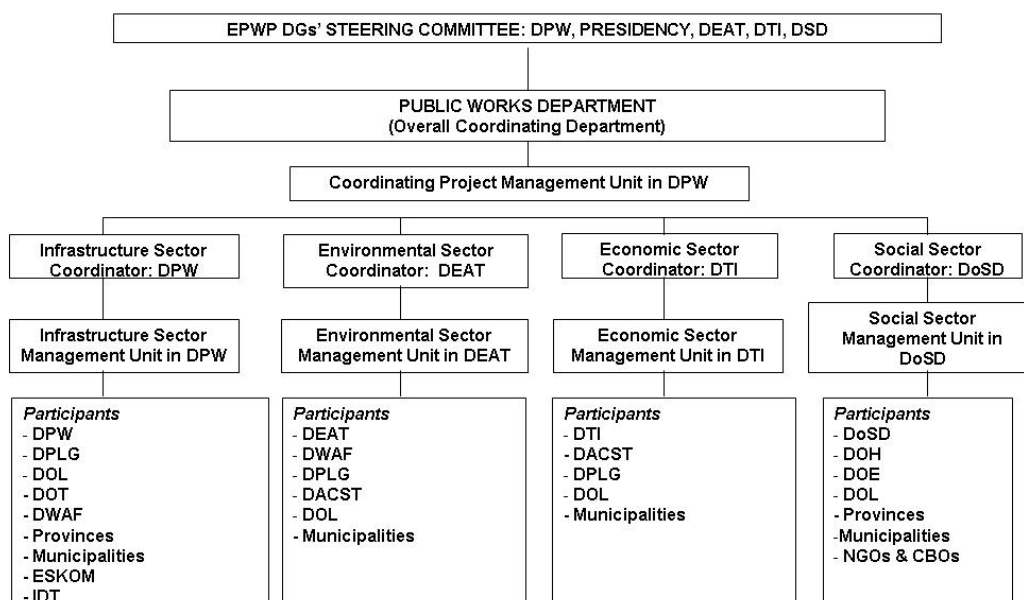 EPWP DGs' STEERING COMMITTEE: DPW, PRESIDENCY, DEAT, DTI, DSD
PUBLIC WORKS DEPARTMENT
(Overall Coordinating Department)
Coordinating Project Management Unit in DPW
Infrastructure Sector
Coordinator: DPW
Environmental Sector
Coordinator: DEAT
Economic Sector
Coordinator: DTI
Social Sector
Coordinator: DoSD
Infrastructure Sector
Management Unit in DPW
Environmental Sector
Management Unit in DEAT
Economic Sector
Management Unit in DTI
Social Sector
Management Unit in
DoSD
Participants
- DPW
- DPLG
- DOL
- DOT
- DWAF
- Provinces
- Municipalities
- ESKOM
- IDT
Participants
- DEAT
- DWAF
- DPLG
- DACST
- DOL
- Municipalities
Participants
- DTI
- DACST
- DPLG
- DOL
- Municipalities
Participants
- DoSD
- DOH
- DOE
- DOL
- Provinces
-Municipalities
- NGOs & CBOs